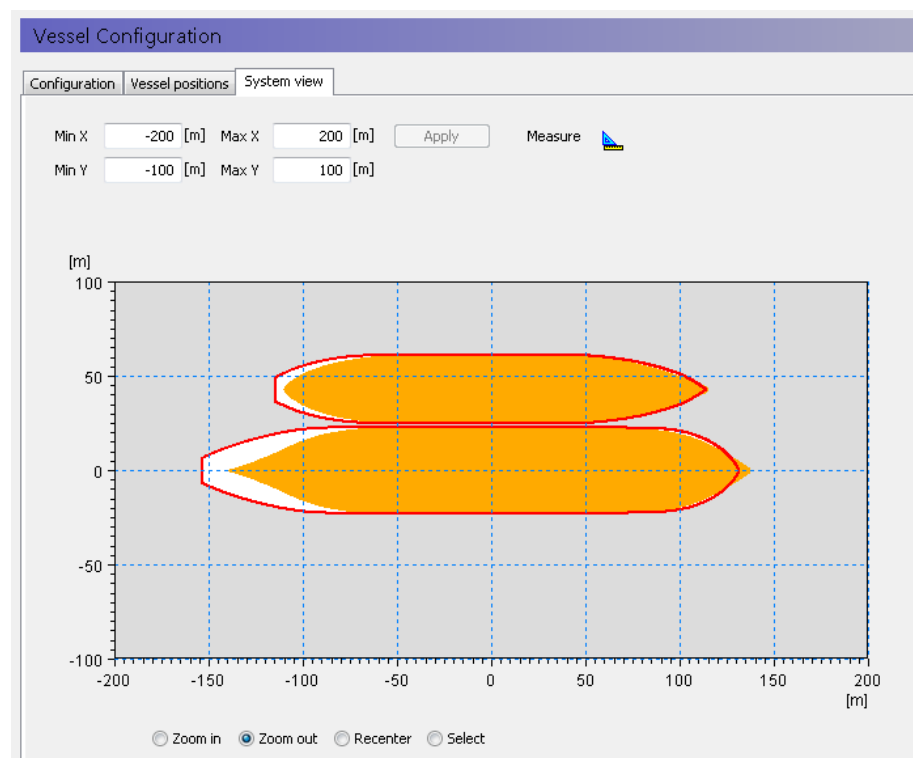 Vessel Configuration
Configuration Vessel positions System view
Min X -200 [m] Max X 200 [m] Apply Measure
Min Y -100 [m] Max Y 100 [m]
[m]
100
50
0
-50
-100
-200 -150 -100 -50 0 50 100 150 200
[m]
Zoom in Zoom out Recenter Select